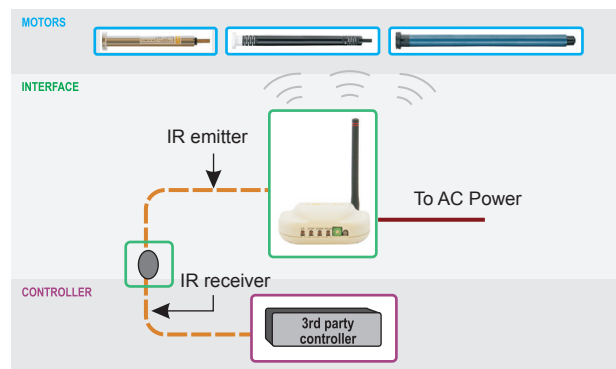 MOTORS
INTERFACE
IR emitter
To AC Power
IR receiver
CONTROLLER
3rd party
controller